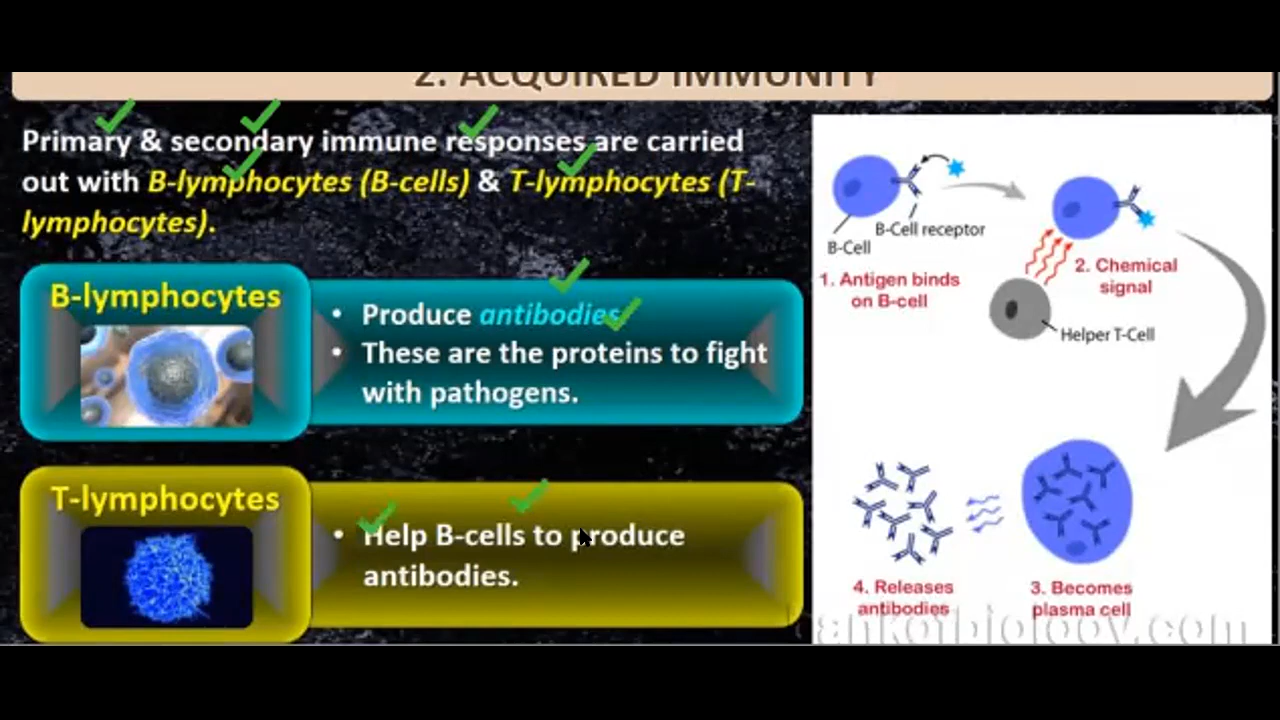 2. ACQUIRED IMMUNITY
Primary & secondary immune responses are carried
out with B-lymphocytes (B-cells) & T-lymphocytes (T-
lymphocytes).
B-lymphocytes
• Produce antibodies.
• These are the proteins to fight
with pathogens.
T-lymphocytes
• Help B-cells to produce
antibodies.
B-Cell receptor
B-Cell
1. Antigen binds
on B-cell
2. Chemical
signal
Helper T-Cell
4. Releases
antibodies
3. Becomes
plasma cell
bankofbiology.com